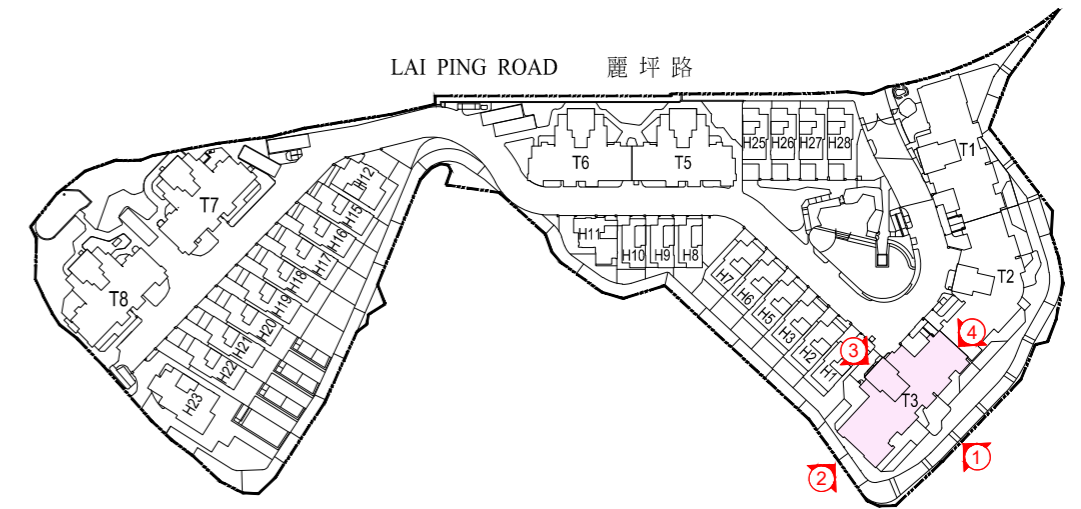 LAI PING ROAD 麗坪路
T1
T2
T3
T5
T6
T7
T8
H1
H2
H3
H5
H6
H7
H8
H9
H10
H11
H12
H15
H16
H17
H18
H19
H20
H21
H22
H23
H25
H26
H27
H28
1
2
3
4